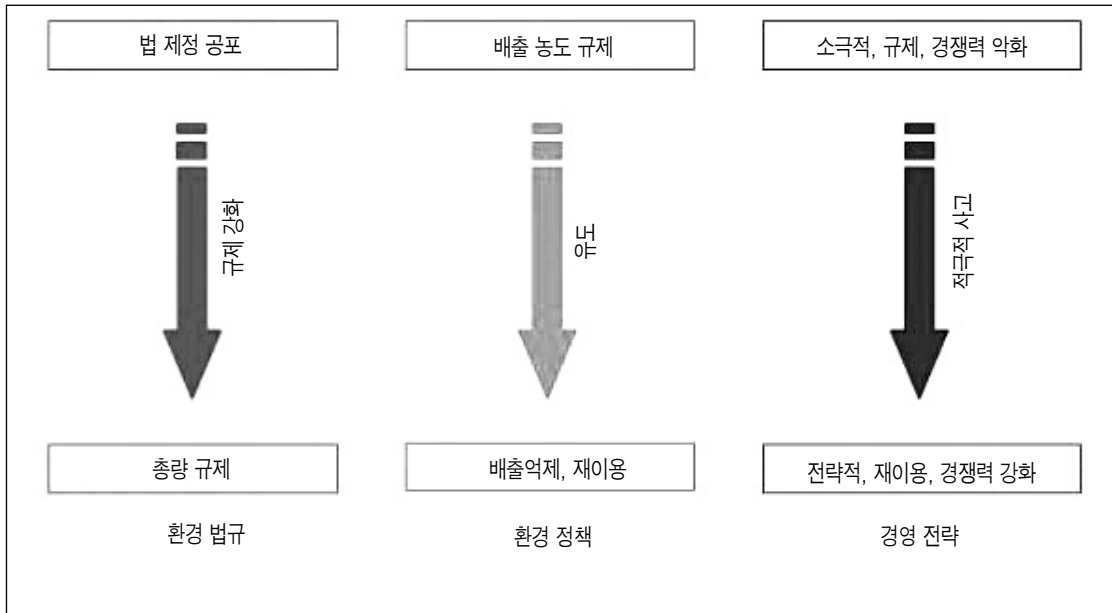 법 제정 공포
배출 농도 규제
소극적, 규제, 경쟁력 악화
규제 강화
유도
적극적 사고
총량 규제
배출억제, 재이용
전략적, 재이용, 경쟁력 강화
환경 법규
환경 정책
경영 전략